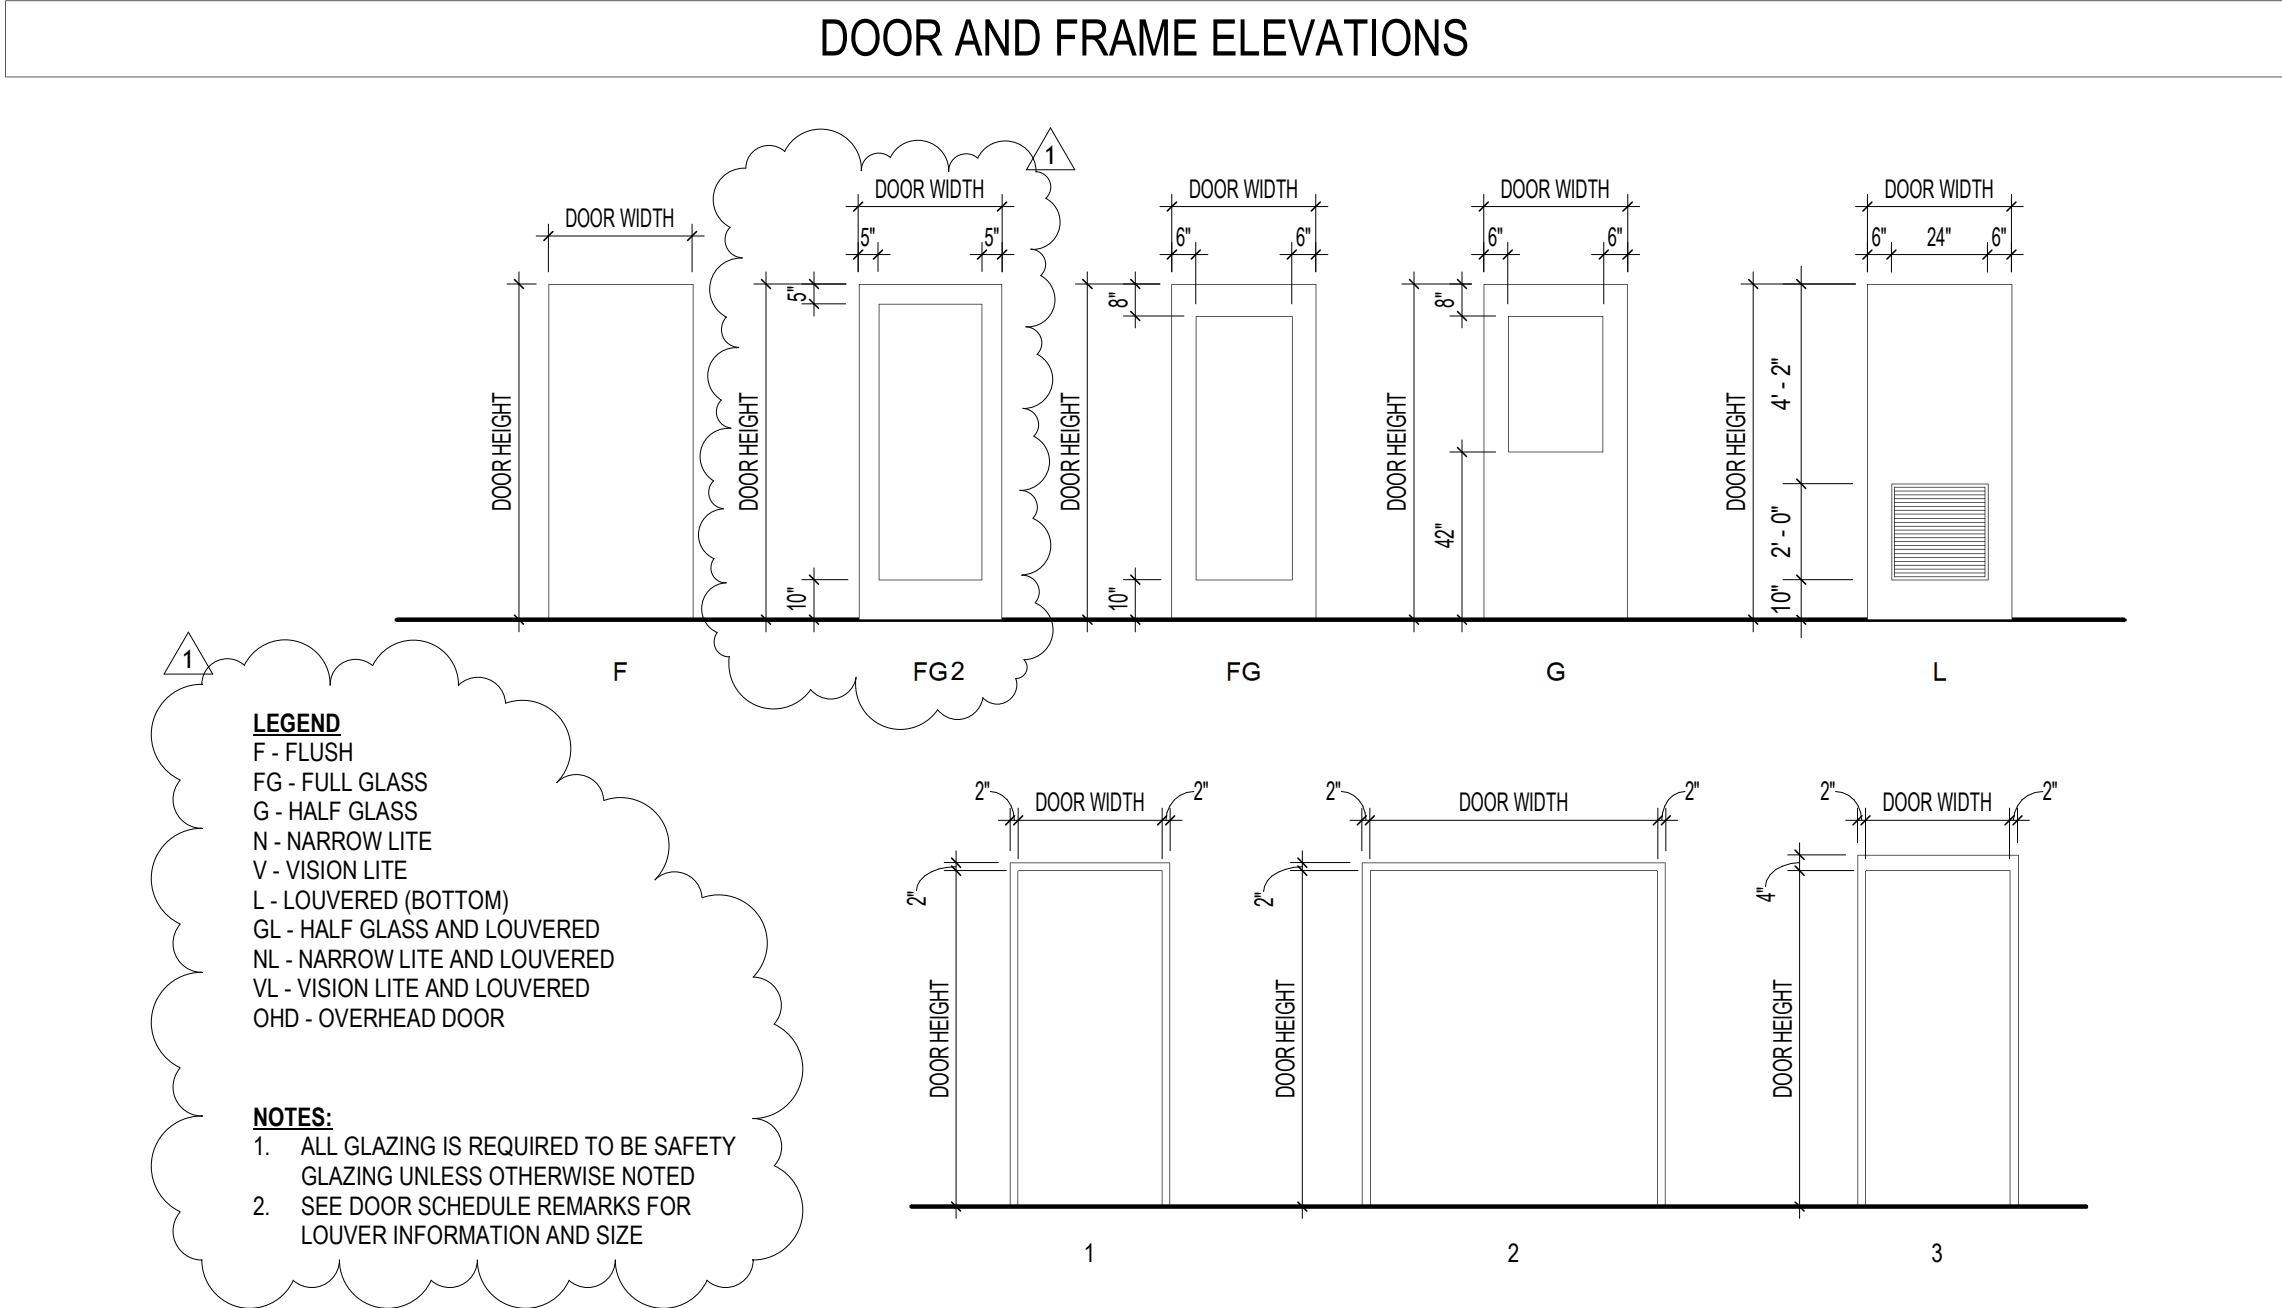 DOOR AND FRAME ELEVATIONS
1
DOOR WIDTH
DOOR HEIGHT
F
DOOR WIDTH
5"
5"
5"
DOOR HEIGHT
10"
FG2
DOOR WIDTH
6"
6"
8"
DOOR HEIGHT
10"
FG
DOOR WIDTH
6"
6"
8"
DOOR HEIGHT
42"
G
DOOR WIDTH
6"
24"
6"
4' - 2"
DOOR HEIGHT
2' - 0"
10"
L
1
LEGEND
F - FLUSH
FG - FULL GLASS
G - HALF GLASS
N - NARROW LITE
V - VISION LITE
L - LOUVERED (BOTTOM)
GL - HALF GLASS AND LOUVERED
NL - NARROW LITE AND LOUVERED
VL - VISION LITE AND LOUVERED
OHD - OVERHEAD DOOR
NOTES:
1. ALL GLAZING IS REQUIRED TO BE SAFETY
GLAZING UNLESS OTHERWISE NOTED
2. SEE DOOR SCHEDULE REMARKS FOR
LOUVER INFORMATION AND SIZE
2"
DOOR WIDTH
2"
2"
DOOR HEIGHT
1
2"
DOOR WIDTH
2"
2"
DOOR HEIGHT
2
2"
DOOR WIDTH
2"
4"
DOOR HEIGHT
3